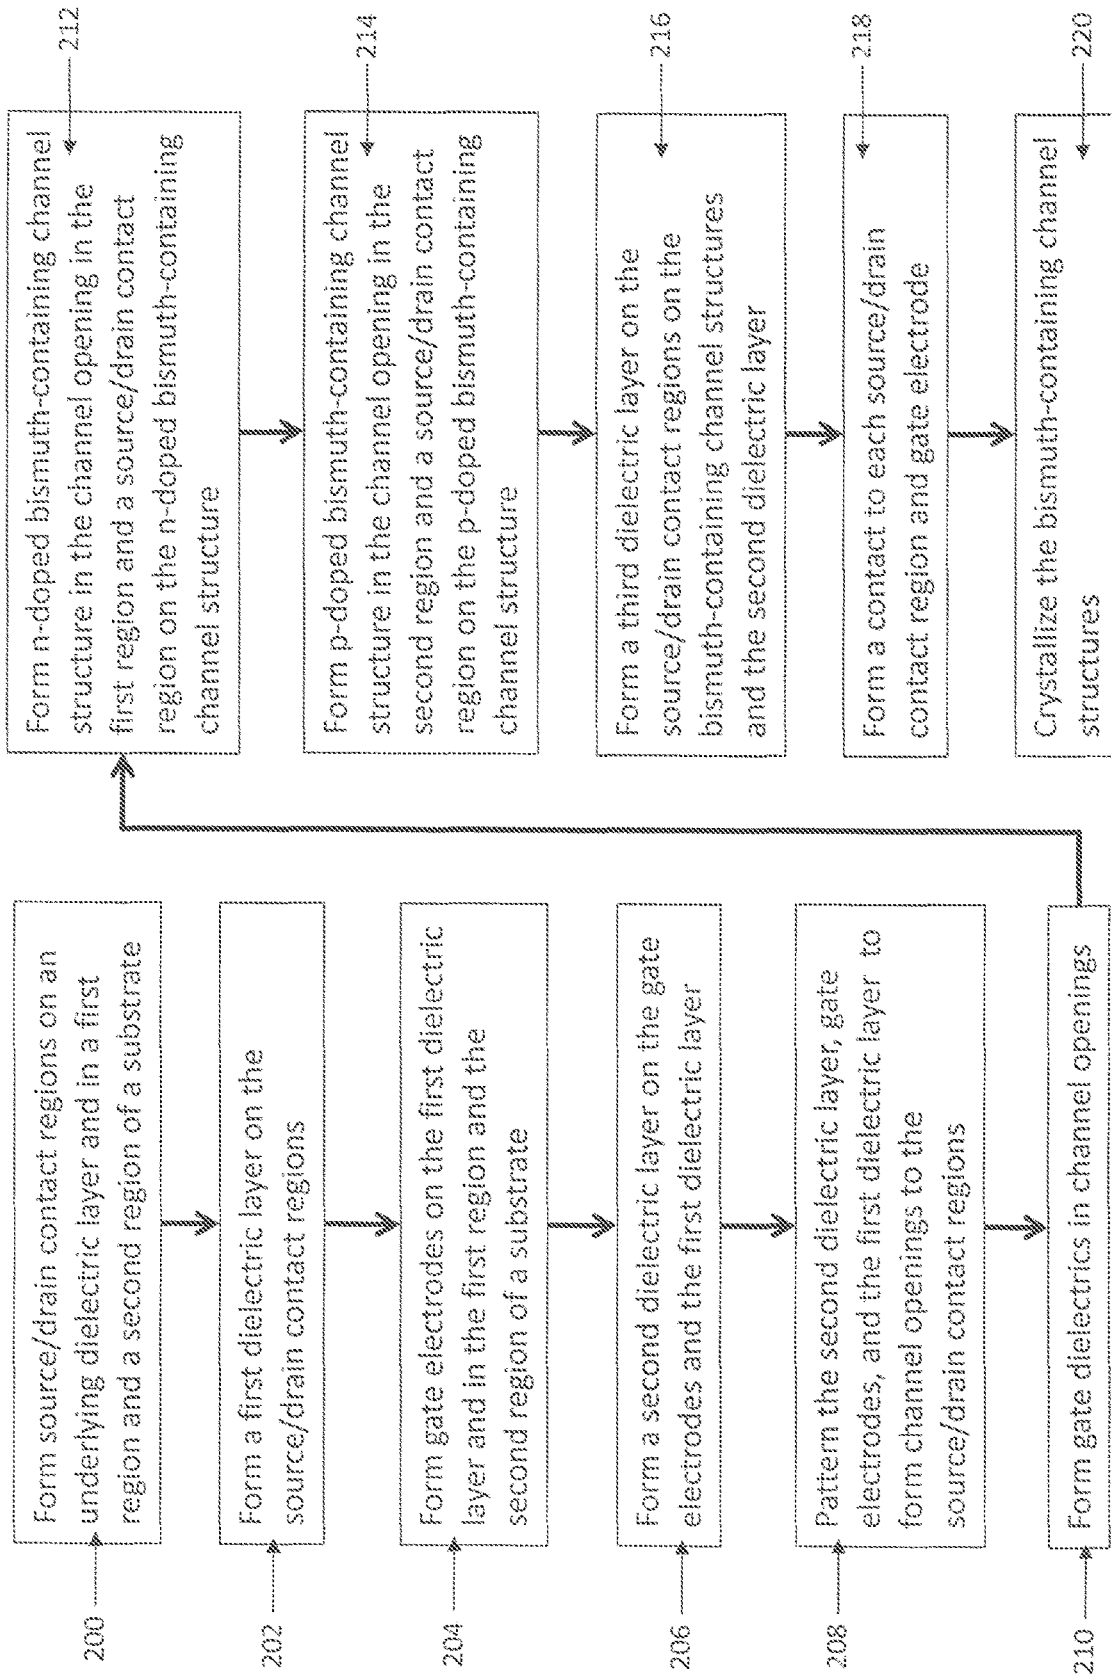 200
Form source/drain contact regions on an
underlying dielectric layer and in a first
region and a second region of a substrate
202
Form a first dielectric layer on the
source/drain contact regions
204
Form gate electrodes on the first dielectric
layer and in the first region and the
second region of a substrate
206
Form a second dielectric layer on the gate
electrodes and the first dielectric layer
208
Pattern the second dielectric layer, gate
electrodes, and the first dielectric layer to
form channel openings to the
source/drain contact regions
210
Form gate dielectrics in channel openings
Form n-doped bismuth-containing channel
structure in the channel opening in the
first region and a source/drain contact
region on the n-doped bismuth-containing
channel structure
212
Form p-doped bismuth-containing channel
structure in the channel opening in the
second region and a source/drain contact
region on the p-doped bismuth-containing
channel structure
214
Form a third dielectric layer on the
source/drain contact regions on the
bismuth-containing channel structures
and the second dielectric layer
216
Form a contact to each source/drain
contact region and gate electrode
218
Crystallize the bismuth-containing channel
structures
220